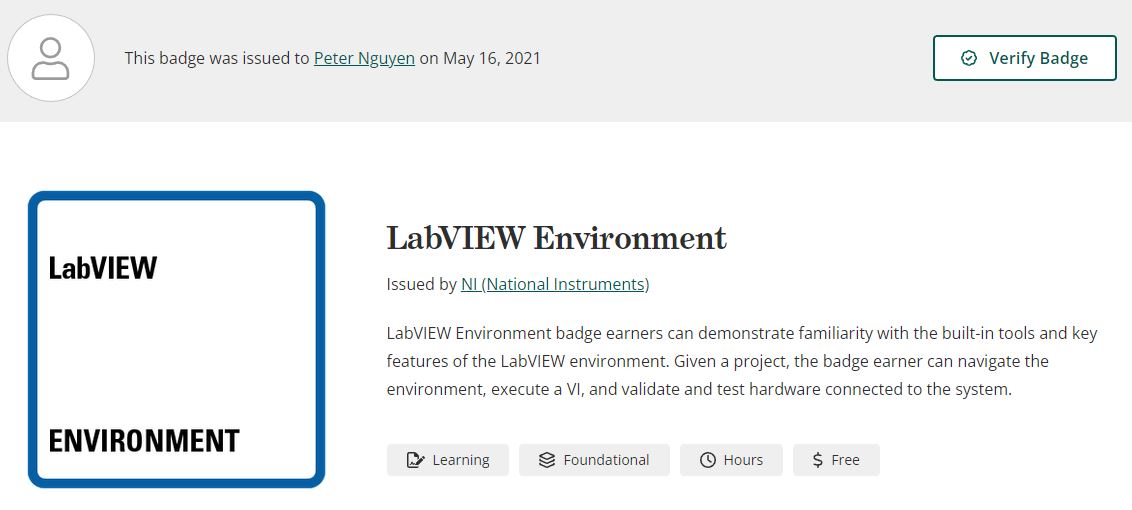 This badge was issued to Peter Nguyen on May 16, 2021
Verify Badge
LabVIEW
ENVIRONMENT
LabVIEW Environment
Issued by NI (National Instruments)
LabVIEW Environment badge earners can demonstrate familiarity with the built-in tools and key
features of the LabVIEW environment. Given a project, the badge earner can navigate the
environment, execute a VI, and validate and test hardware connected to the system.
Learning Foundational Hours $ Free